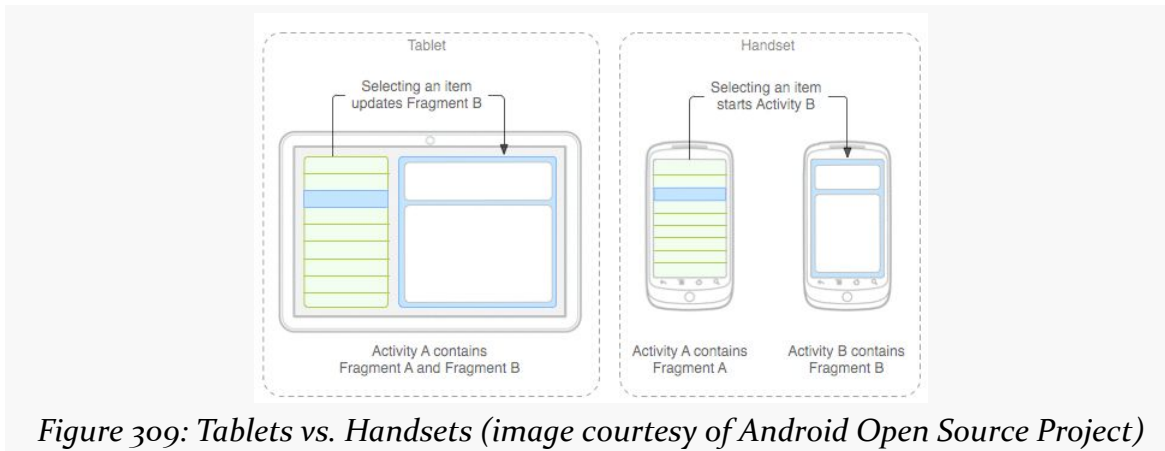 Tablet
Selecting an item
updates Fragment B
Activity A contains
Fragment A and Fragment B
Handset
Selecting an item
starts Activity B
Activity A contains
Fragment A
Activity B contains
Fragment B
Figure 309: Tablets vs. Handsets (image courtesy of Android Open Source Project)